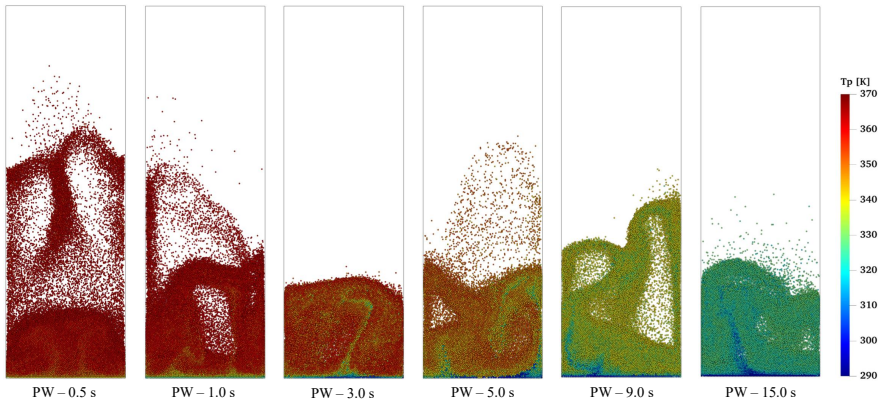 Tp [K]
370
360
350
340
330
320
310
300
290
PW – 0.5 s
PW – 1.0 s
PW – 3.0 s
PW – 5.0 s
PW – 9.0 s
PW – 15.0 s